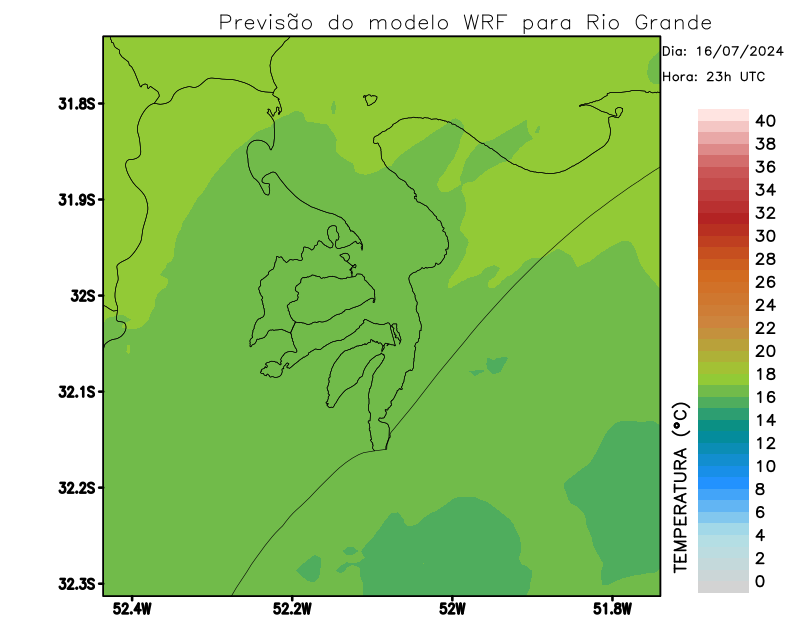 Previsão do modelo WRF para Rio Grande
Dia: 16/07/2024
Hora: 23h UTC
31.8S
31.9S
32S
32.1S
32.2S
32.3S
52.4W
52.2W
52W
51.8W
TEMPERATURA (°C)
40
38
36
34
32
30
28
26
24
22
20
18
16
14
12
10
8
6
4
2
0